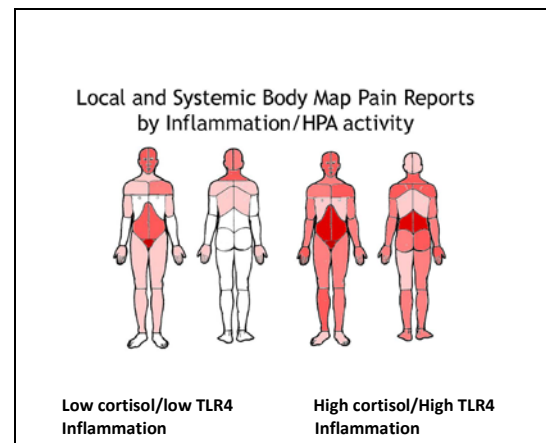 Local and Systemic Body Map Pain Reports
by Inflammation/HPA activity
Low cortisol/low TLR4
Inflammation
High cortisol/High TLR4
Inflammation